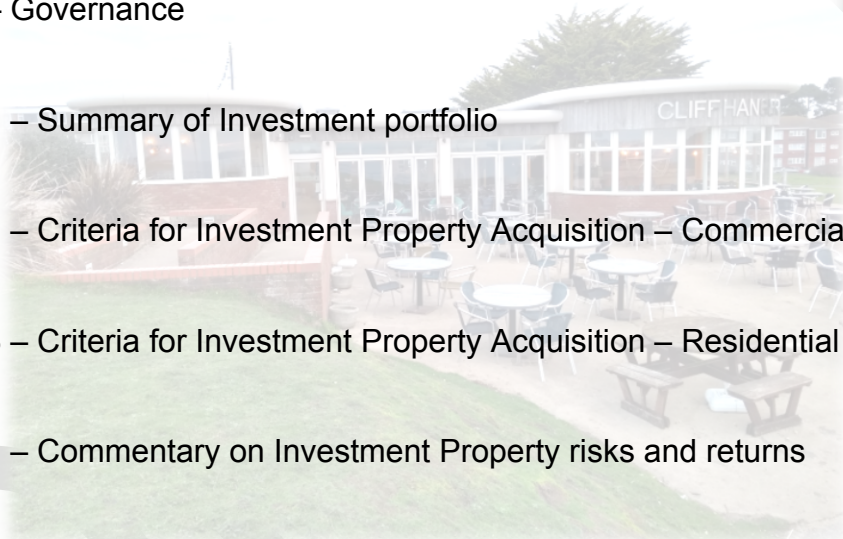 – Governance
– Summary of Investment portfolio
CLIFFHANGER
– Criteria for Investment Property Acquisition – Commercia
– Criteria for Investment Property Acquisition – Residential
– Commentary on Investment Property risks and returns